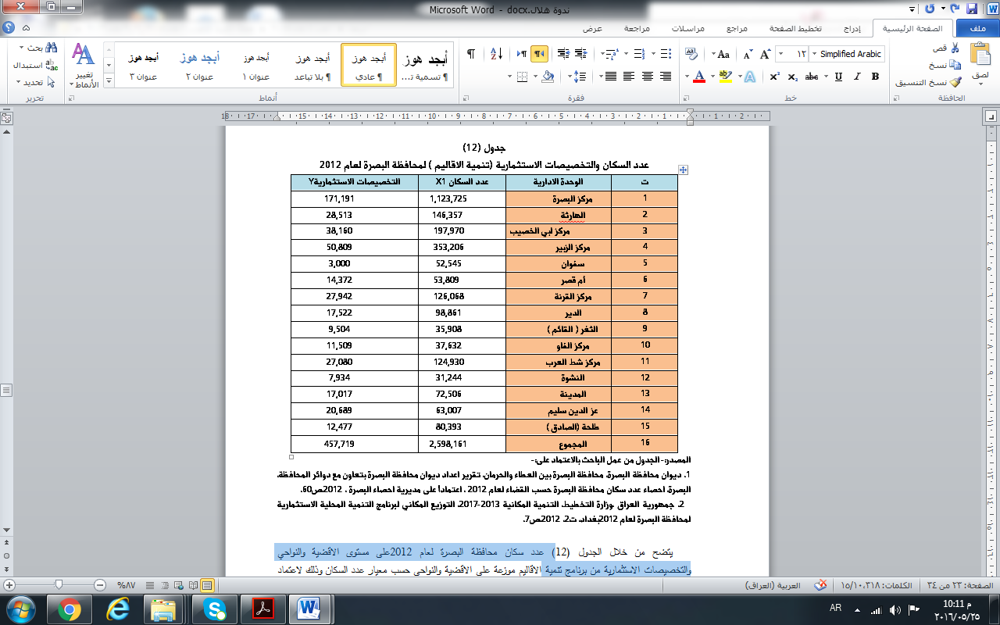 ندوة هلال.docx - Microsoft Word
ملف الصفحة الرئيسية إدراج تخطيط الصفحة مراجع مراسلات مراجعة عرض
لصق
قص
نسخ
نسخ التنسيق
الحافظة
Simplified Arabic ١٢
خط
فقرة
أبجد هوز أبجد هوز أبجد هوز أبجد هوز أبجد هوز أبجد هوز
¶ تسمية ت... ¶ عادي ¶ بلا تباعد عنوان ١ عنوان ٢ عنوان ٣
أنماط
تغيير الأنماط
بحث
استبدال
تحديد
تحرير
جدول (12)
عدد السكان والتخصيصات الاستثمارية (تنمية الاقاليم ) لمحافظة البصرة لعام 2012
ت الوحدة الادارية عدد السكان X1 التخصيصات الاستثماريةY
1 مركز البصرة 1,123,725 171,191
2 الهارثة 146,357 28,513
3 مركز ابي الخصيب 197,970 38,160
4 مركز الزبير 353,206 50,809
5 سفوان 52,545 3,000
6 أم قصر 53,809 14,372
7 مركز القرنة 126,068 27,942
8 الدير 98,861 17,522
9 الثغر ( القائم ) 35,908 9,504
10 مركز الفاو 37,632 11,509
11 مركز شط العرب 124,930 27,080
12 النشوة 31,244 7,934
13 المدينة 72,506 17,017
14 عز الدين سليم 63,007 20,689
15 طلحة (الصادق ) 80,393 12,477
16 المجموع 2,598,161 457,719
المصدر:- الجدول من عمل الباحث بالاعتماد على:-
1. ديوان محافظة البصرة، محافظة البصرة بين العطاء والحرمان، تقرير اعداد ديوان محافظة البصرة بتعاون مع دوائر المحافظة،
البصرة، احصاء عدد سكان محافظة البصرة حسب القضاء لعام 2012 ، اعتماداً على مديرية احصاء البصرة ، 2012ص60.
2. جمهورية العراق ،وزارة التخطيط، التنمية المكانية 2013-2017، التوزيع المكاني لبرنامج التنمية المحلية الاستثمارية
لمحافظة البصرة لعام 2012بغداد، ت2، 2012ص7.
يتضح من خلال الجدول (12) عدد سكان محافظة البصرة لعام 2012على مستوى الاقضية والنواحي
والتخصيصات الاستثمارية من برنامج تنمية الاقاليم موزعة على الاقضية والنواحي حسب معيار عدد السكان وذلك لاعتماد
الصفحة: ٢٣ من ٣٤ الكلمات: ١٥/١٠,٣١٨ العربية (العراق) ٨٧%
AR
10:11 م
٢٠١٦/٠٥/٢٥